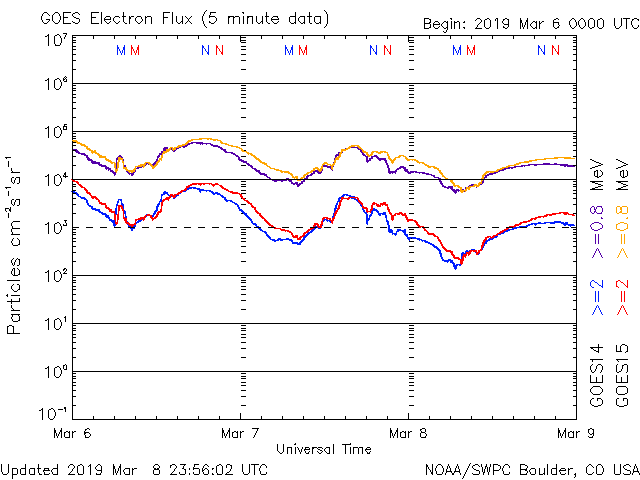 GOES Electron Flux (5 minute data)
Begin: 2019 Mar 6 0000 UTC
10⁷
M M N N M M N N M M N N
10⁶
10⁵
10⁴
10³
10²
10¹
10⁰
10⁻¹
Particles cm⁻²s⁻¹sr⁻¹
Mar 6 Mar 7 Mar 8 Mar 9
Universal Time
GOES14 >=2 >=0.8 MeV
GOES15 >=2 >=0.8 MeV
Updated 2019 Mar 8 23:56:02 UTC
NOAA/SWPC Boulder, CO USA